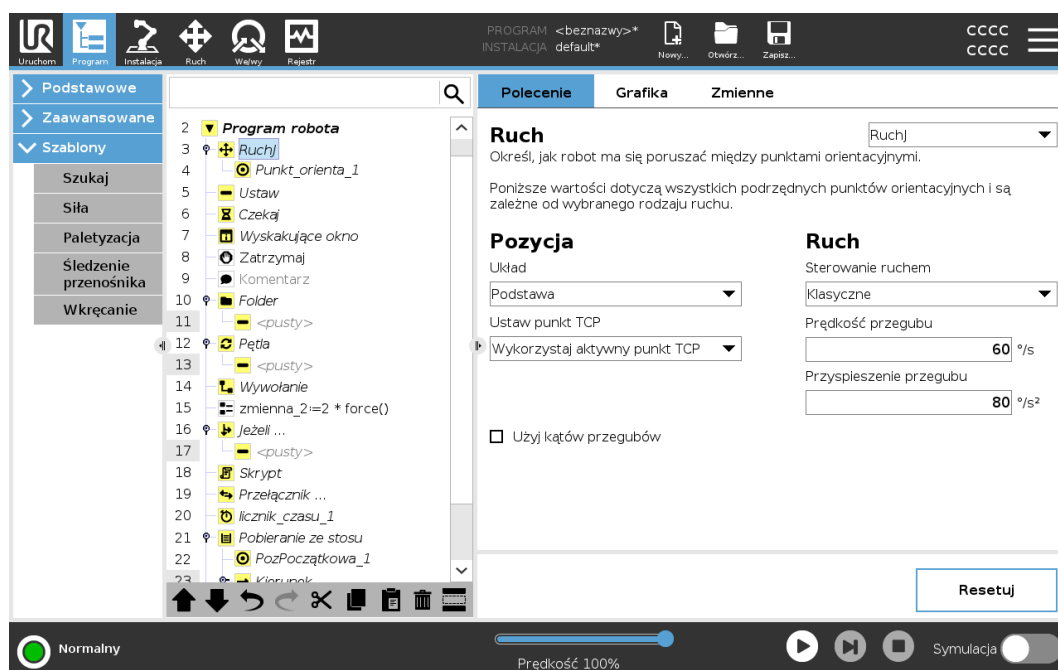 PROGRAM <beznazwy>*
INSTALACJA default*
cccc
cccc
Uruchom
Program
Instalacja
Ruch
We/wy
Rejestr
Nowy...
Otwórz...
Zapisz...
Podstawowe
Zaawansowane
Szablony
Szukaj
Siła
Paletyzacja
Śledzenie
przenośnika
Wkręcanie
2 Program robota
3 RuchJ
4 Punkt_orienta_1
5 Ustaw
6 Czekaj
7 Wyskakujące okno
8 Zatrzymaj
9 Komentarz
10 Folder
11 <pusty>
12 Pętla
13 <pusty>
14 Wywołanie
15 zmienna_2:=2 * force()
16 Jeżeli ...
17 <pusty>
18 Skrypt
19 Przełącznik ...
20 licznik_czasu_1
21 Pobieranie ze stosu
22 PozPoczątkowa_1
23 Kierunek
Polecenie Grafika Zmienne
Ruch
RuchJ
Określ, jak robot ma się poruszać między punktami orientacyjnymi.
Poniższe wartości dotyczą wszystkich podrzędnych punktów orientacyjnych i są
zależne od wybranego rodzaju ruchu.
Pozycja
Układ
Podstawa
Ustaw punkt TCP
Wykorzystaj aktywny punkt TCP
Użyj kątów przegubów
Ruch
Sterowanie ruchem
Klasyczne
Prędkość przegubu
60 °/s
Przyspieszenie przegubu
80 °/s²
Resetuj
Normalny
Prędkość 100%
Symulacja